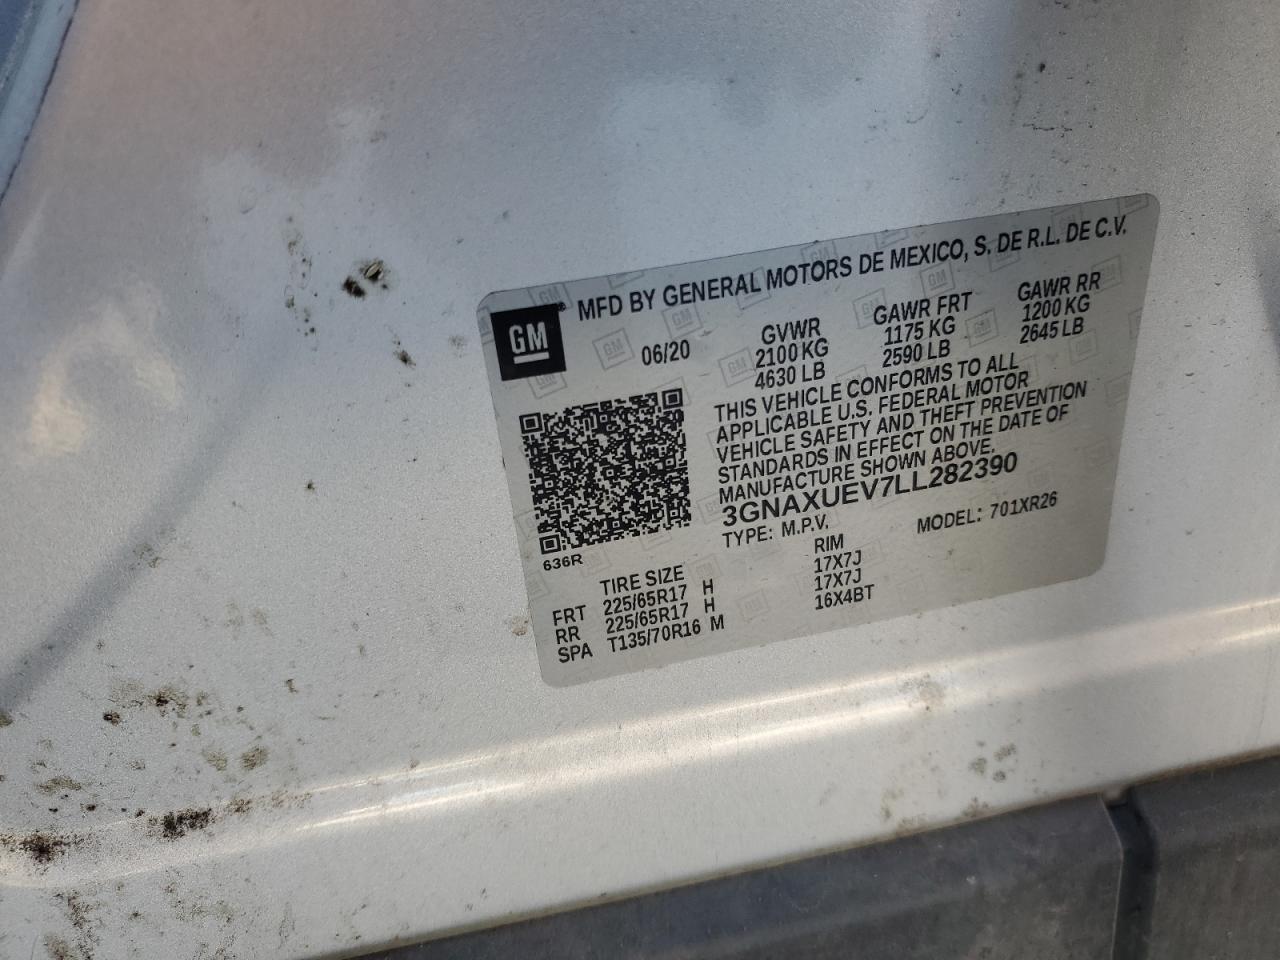 GM
MFD BY GENERAL MOTORS DE MEXICO, S. DE R.L. DE C.V.
06/20 GVWR GAWR FRT GAWR RR
2100 KG 1175 KG 1200 KG
4630 LB 2590 LB 2645 LB
THIS VEHICLE CONFORMS TO ALL
APPLICABLE U.S. FEDERAL MOTOR
VEHICLE SAFETY AND THEFT PREVENTION
STANDARDS IN EFFECT ON THE DATE OF
MANUFACTURE SHOWN ABOVE.
3GNAXUEV7LL282390
TYPE: M.P.V. MODEL: 701XR26
636R
TIRE SIZE RIM
FRT 225/65R17 H 17X7J
RR 225/65R17 H 17X7J
SPA T135/70R16 M 16X4BT